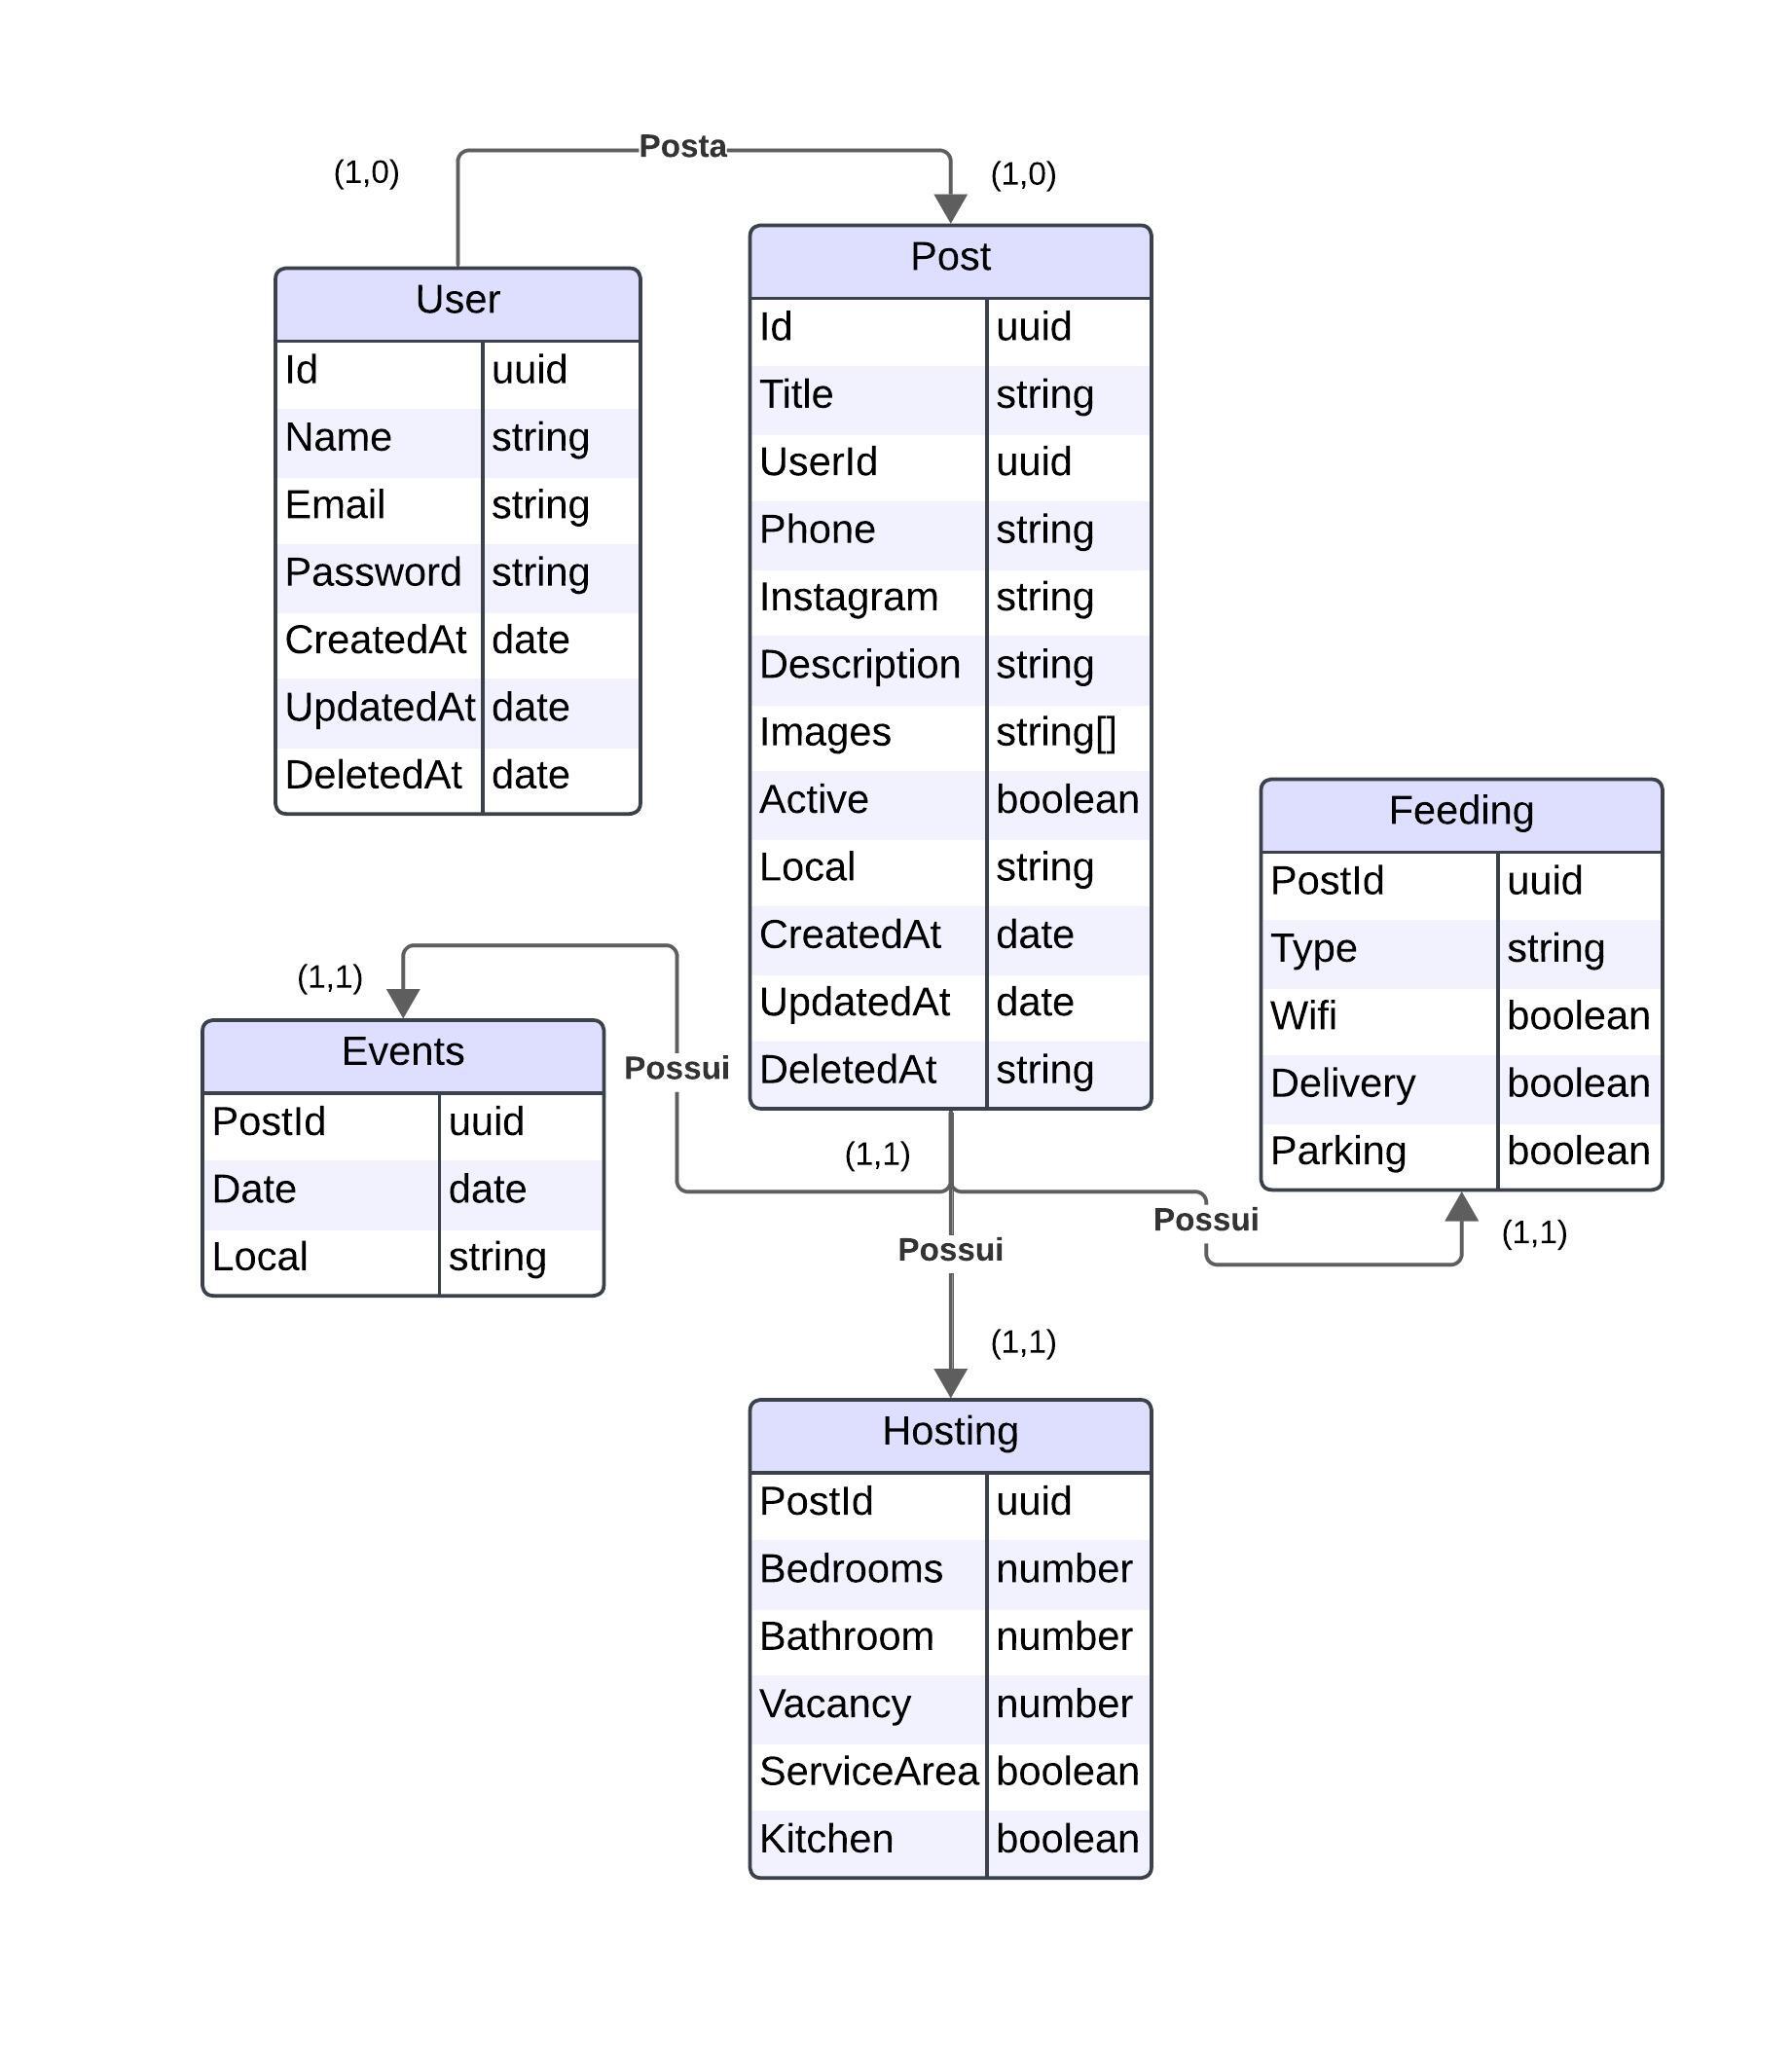 Posta
(1,0)
(1,0)
User
Id uuid
Name string
Email string
Password string
CreatedAt date
UpdatedAt date
DeletedAt date
Post
Id uuid
Title string
UserId uuid
Phone string
Instagram string
Description string
Images string[]
Active boolean
Local string
CreatedAt date
UpdatedAt date
DeletedAt string
Feeding
PostId uuid
Type string
Wifi boolean
Delivery boolean
Parking boolean
(1,1)
Events
PostId uuid
Date date
Local string
Possui
(1,1)
Possui
(1,1)
Possui
(1,1)
Hosting
PostId uuid
Bedrooms number
Bathroom number
Vacancy number
ServiceArea boolean
Kitchen boolean